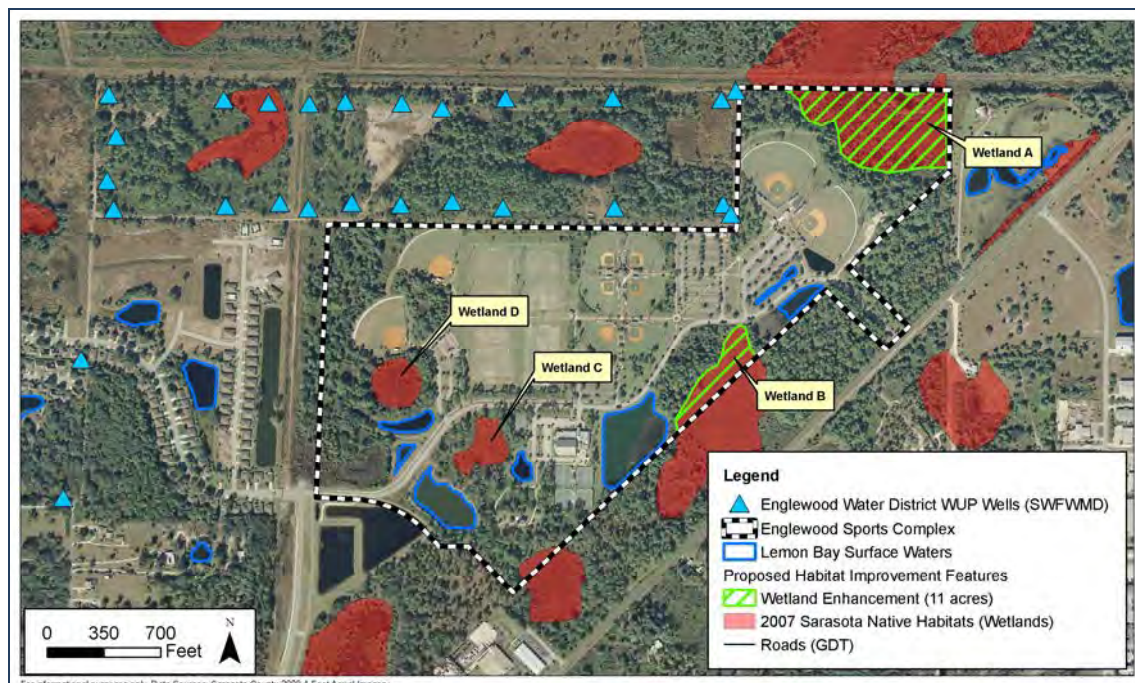 Wetland A
Wetland D
Wetland C
Wetland B
Legend
Englewood Water District WUP Wells (SWFWMD)
Englewood Sports Complex
Lemon Bay Surface Waters
Proposed Habitat Improvement Features
Wetland Enhancement (11 acres)
2007 Sarasota Native Habitats (Wetlands)
Roads (GDT)
0 350 700
Feet
N